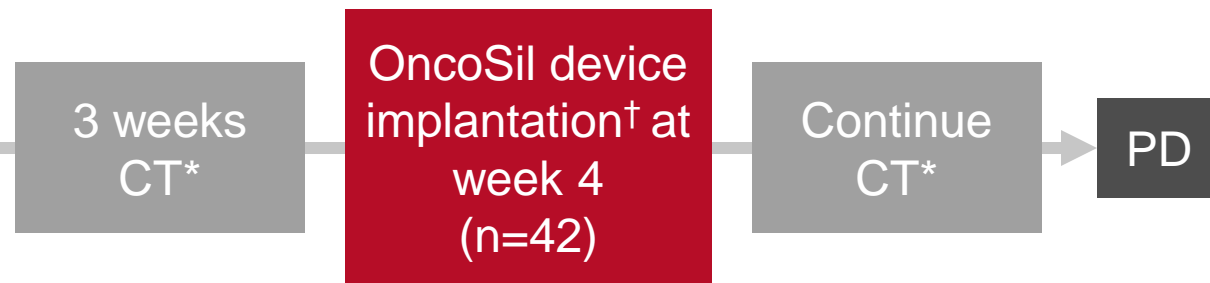 3 weeks
CT*
OncoSil device
implantation† at
week 4
(n=42)
Continue
CT*
PD